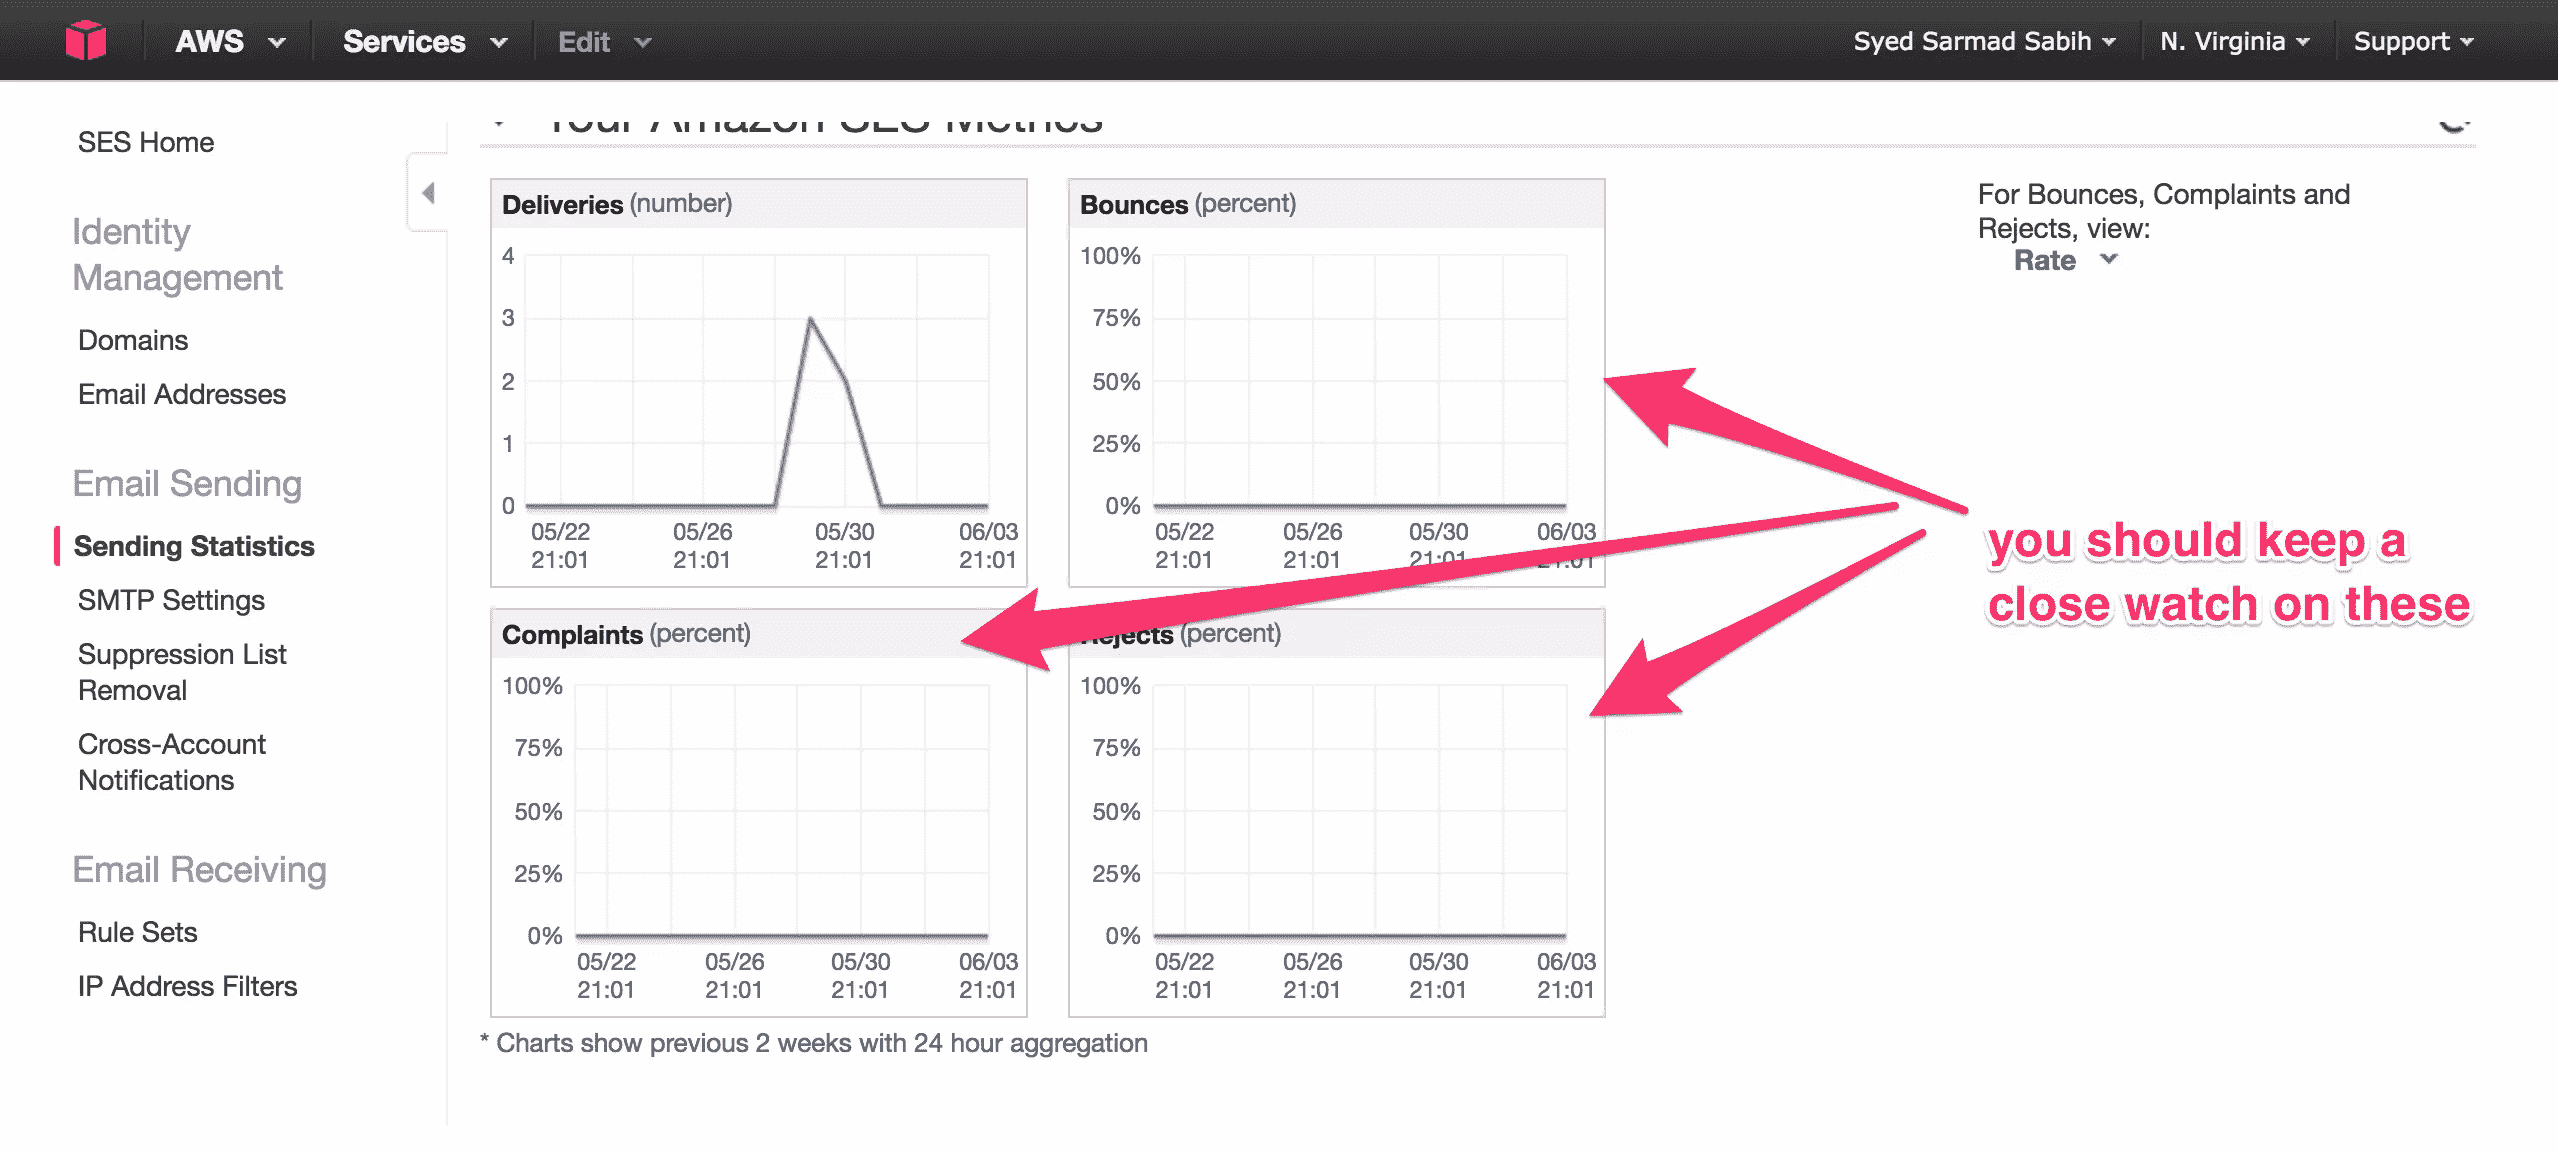 AWS Services Edit Syed Sarmad Sabih N. Virginia Support
SES Home
Identity
Management
Domains
Email Addresses
Email Sending
Sending Statistics
SMTP Settings
Suppression List
Removal
Cross-Account
Notifications
Email Receiving
Rule Sets
IP Address Filters
Your Amazon SES Metrics
Deliveries (number)
4
3
2
1
0
05/22 05/26 05/30 06/03
21:01 21:01 21:01 21:01
Bounces (percent)
100%
75%
50%
25%
0%
05/22 05/26 05/30 06/03
21:01 21:01 21:01 21:01
For Bounces, Complaints and
Rejects, view:
Rate
you should keep a
close watch on these
Complaints (percent)
100%
75%
50%
25%
0%
05/22 05/26 05/30 06/03
21:01 21:01 21:01 21:01
Rejects (percent)
100%
75%
50%
25%
0%
05/22 05/26 05/30 06/03
21:01 21:01 21:01 21:01
* Charts show previous 2 weeks with 24 hour aggregation